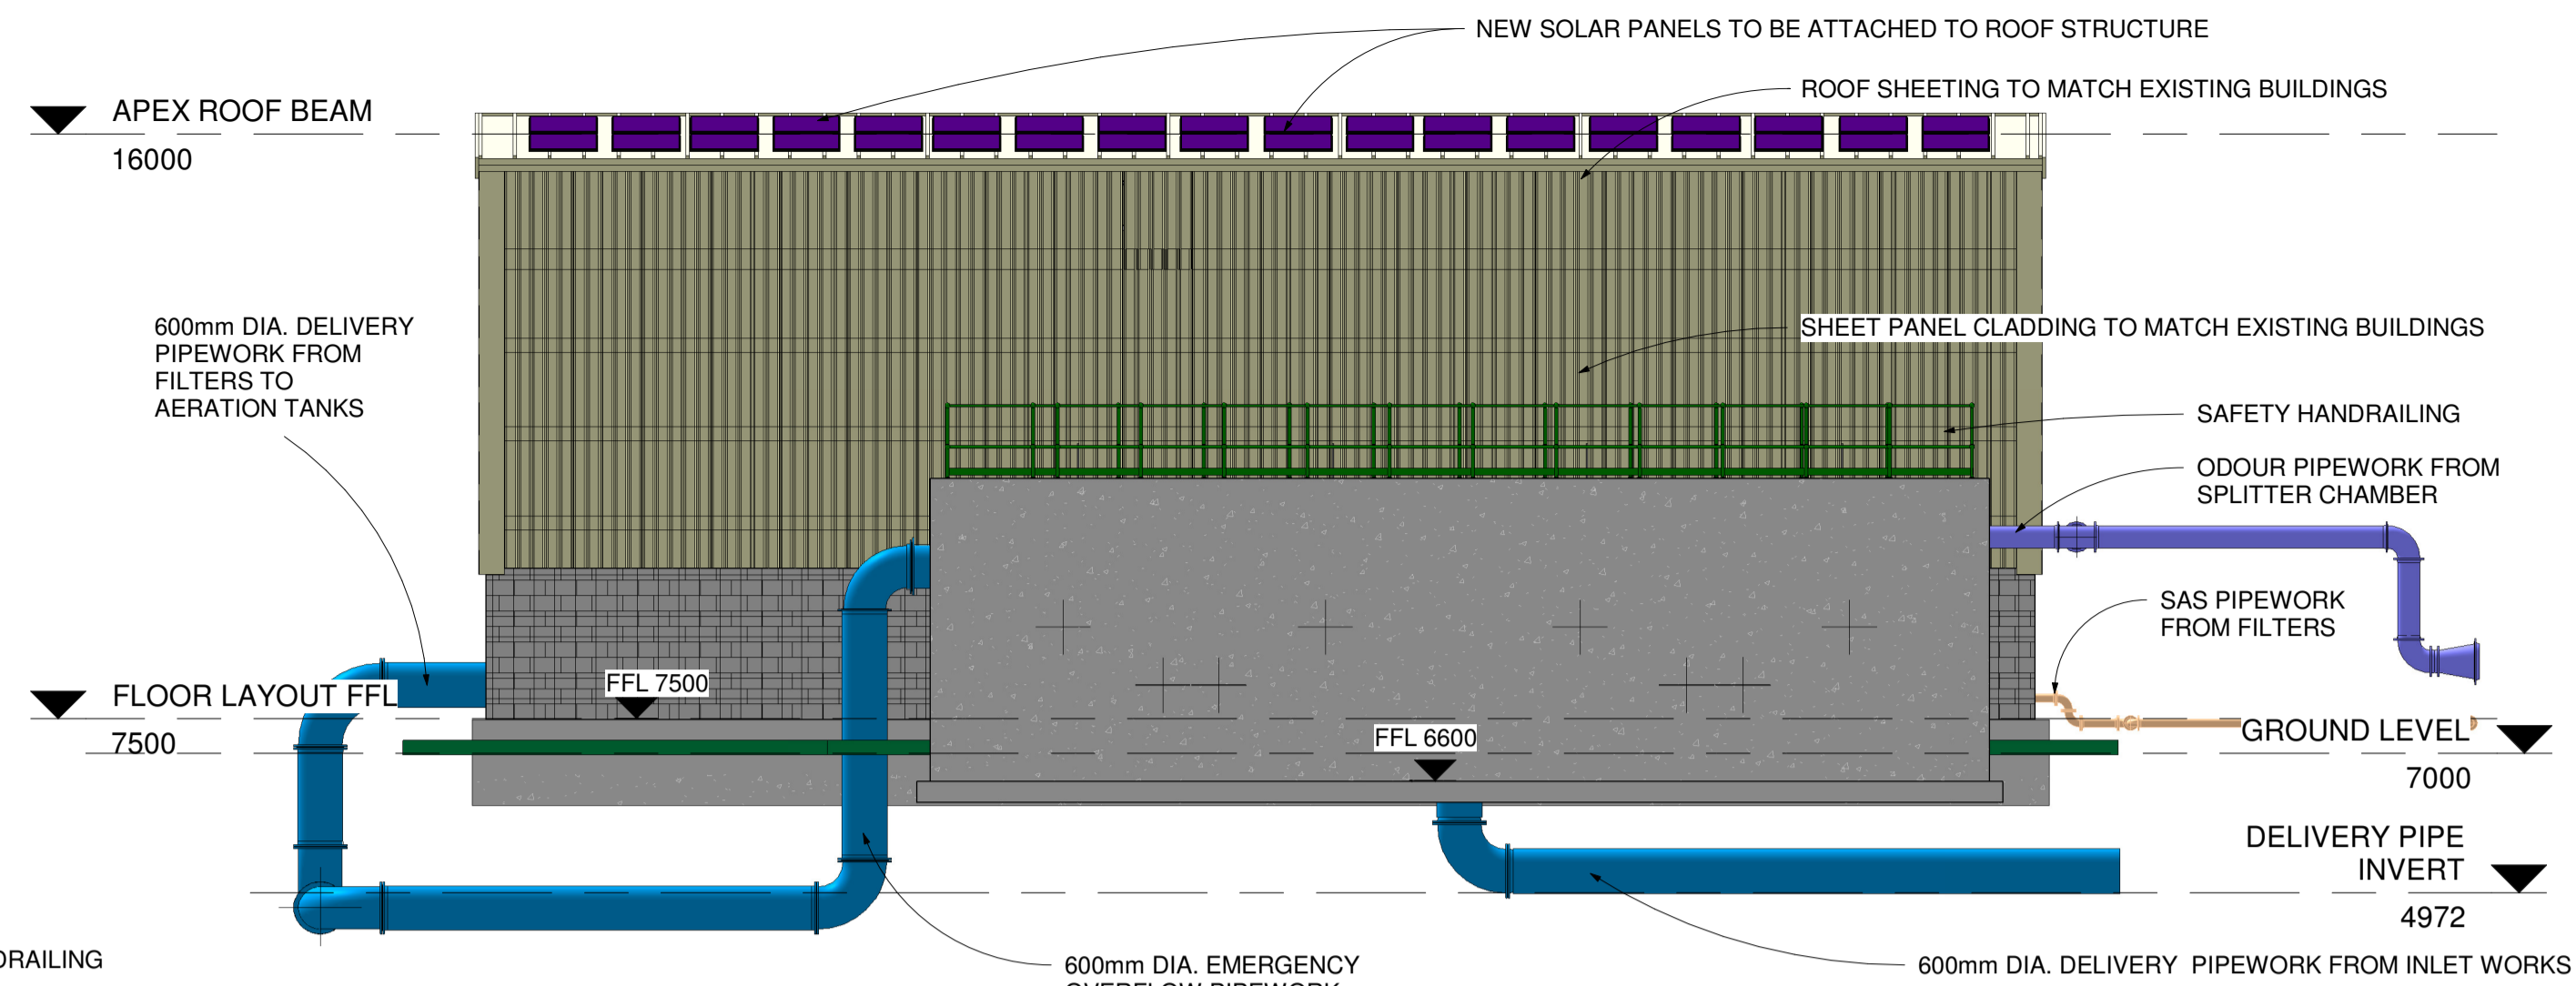 NEW SOLAR PANELS TO BE ATTACHED TO ROOF STRUCTURE
ROOF SHEETING TO MATCH EXISTING BUILDINGS
APEX ROOF BEAM
16000
600mm DIA. DELIVERY
PIPEWORK FROM
FILTERS TO
AERATION TANKS
SHEET PANEL CLADDING TO MATCH EXISTING BUILDINGS
SAFETY HANDRAILING
ODOUR PIPEWORK FROM
SPLITTER CHAMBER
SAS PIPEWORK
FROM FILTERS
FLOOR LAYOUT FFL
7500
FFL 7500
FFL 6600
GROUND LEVEL
7000
DELIVERY PIPE
INVERT
4972
DRAILING
600mm DIA. EMERGENCY
OVERFLOW PIPEWORK
600mm DIA. DELIVERY PIPEWORK FROM INLET WORKS